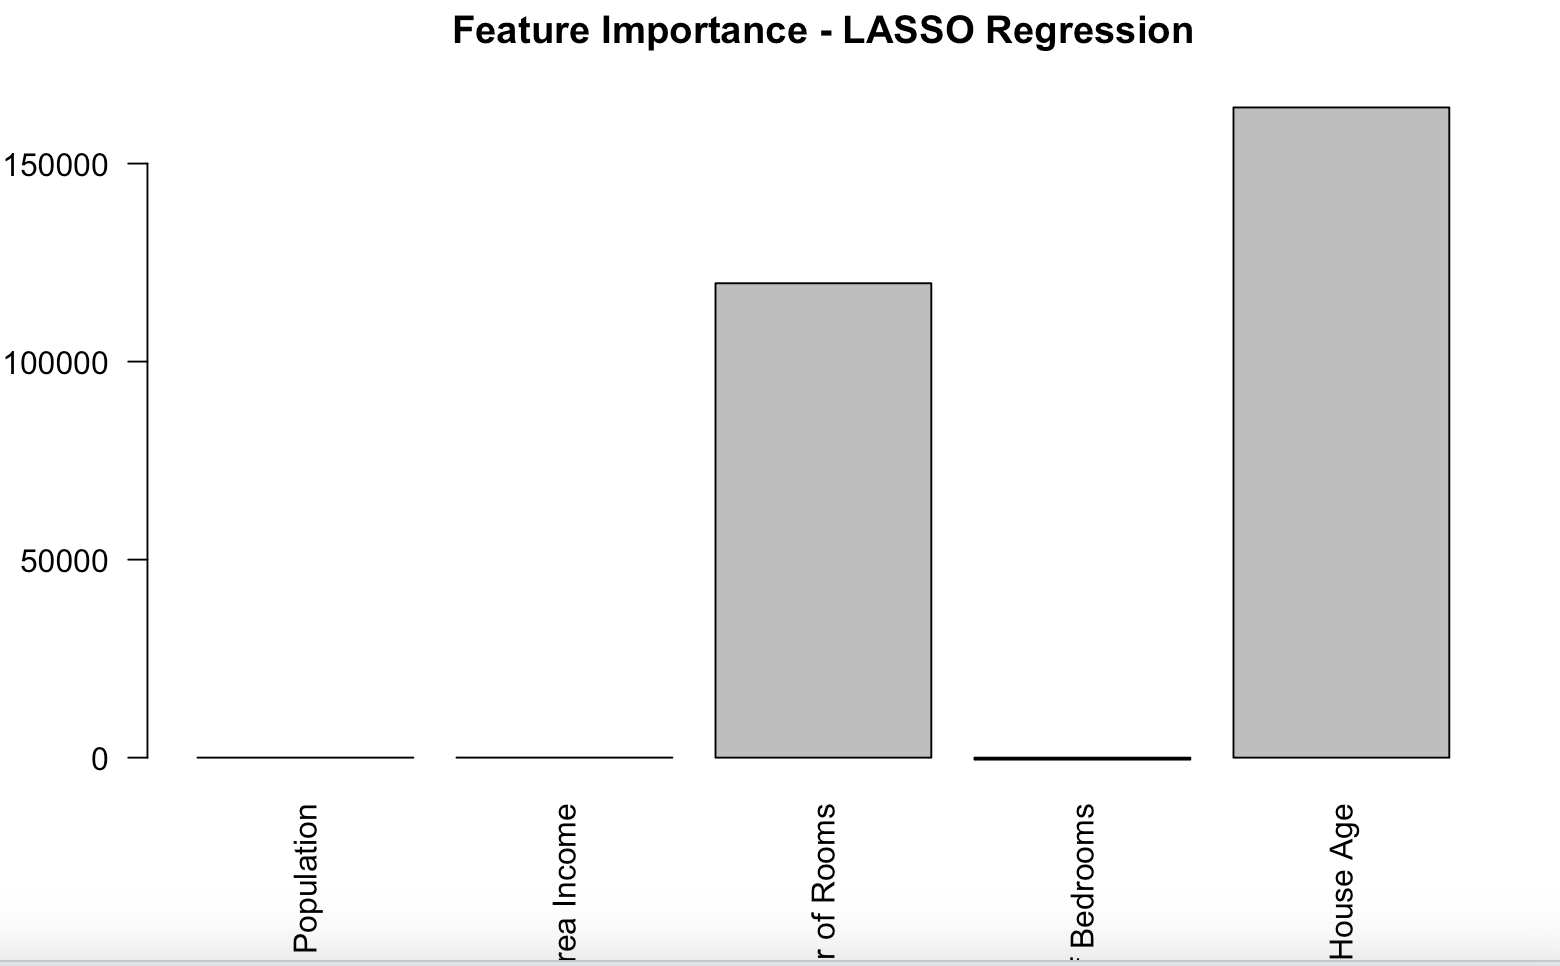 Feature Importance - LASSO Regression
150000
100000
50000
0
Population
rea Income
r of Rooms
Bedrooms
House Age